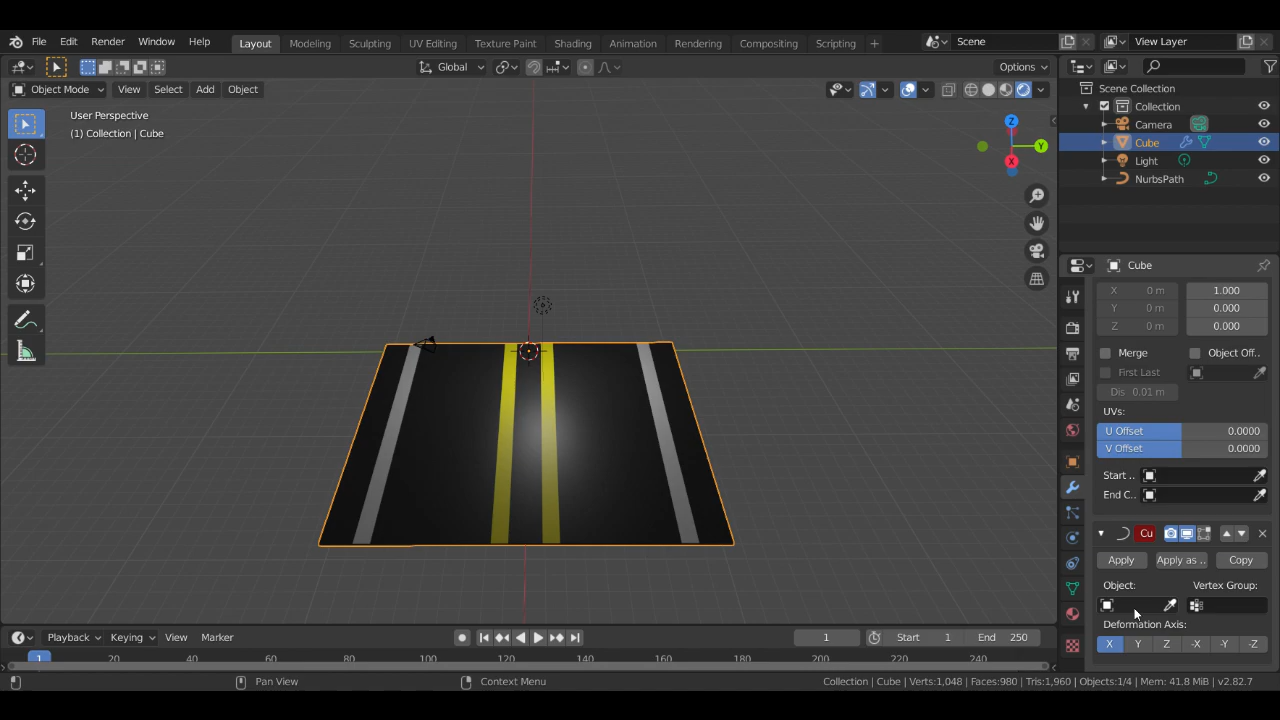 File Edit Render Window Help Layout Modeling Sculpting UV Editing Texture Paint Shading Animation Rendering Compositing Scripting + Scene View Layer
Global Options
Object Mode View Select Add Object
User Perspective
(1) Collection | Cube
Z
Y
X
Scene Collection
Collection
Camera
Cube
Light
NurbsPath
Cube
X 0 m 1.000
Y 0 m 0.000
Z 0 m 0.000
Merge Object Off..
First Last
Dis 0.01 m
UVs:
U Offset 0.0000
V Offset 0.0000
Start ..
End C..
Cu
Apply Apply as .. Copy
Object: Vertex Group:
Deformation Axis:
X Y Z -X -Y -Z
Playback Keying View Marker 1 Start 1 End 250
1 20 40 60 80 100 120 140 160 180 200 220 240
Pan View Context Menu Collection | Cube | Verts:1,048 | Faces:980 | Tris:1,960 | Objects:1/4 | Mem: 41.8 MiB | v2.82.7